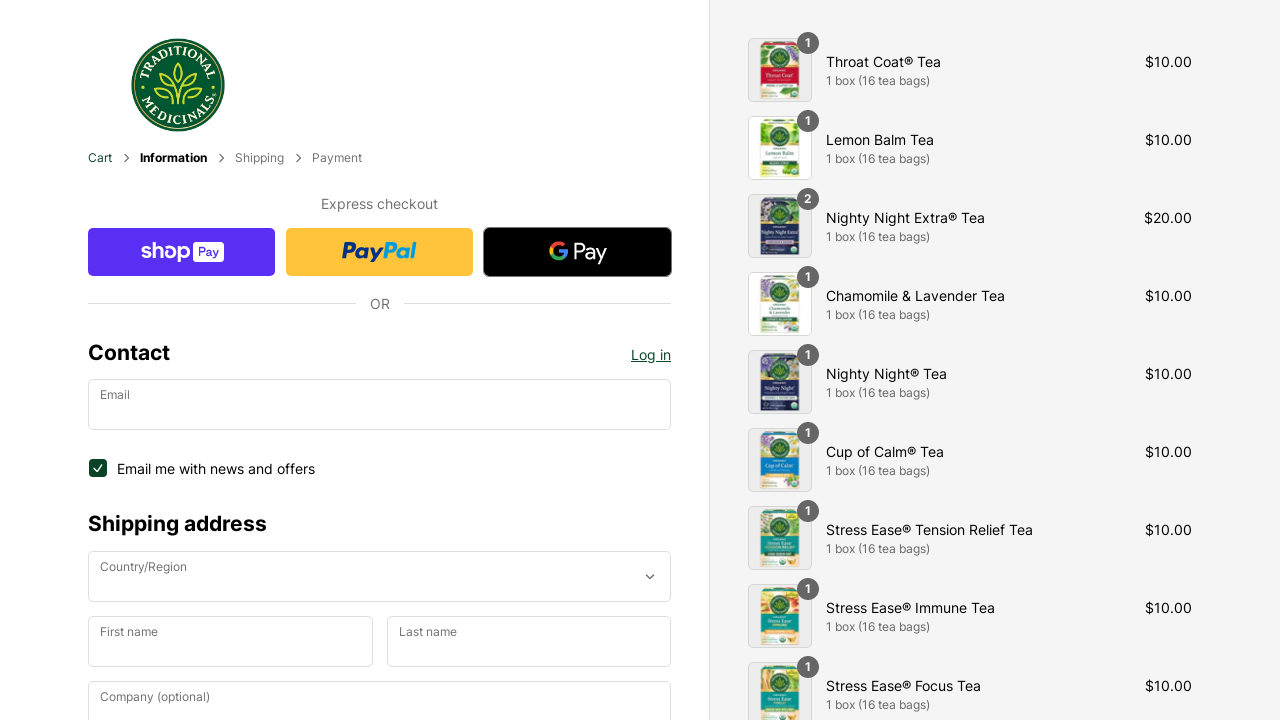 TRADITIONAL
MEDICINALS
Cart
Information
Shipping
Payment
Express checkout
shop Pay
PayPal
G Pay
OR
Contact
Log in
Email
Email me with news and offers
Shipping address
Country/Region
First name
Last name
Company (optional)
1
Throat Coat® Tea
$10.00
1 box (16 tea bags)
1
Lemon Balm Tea
$10.00
1 box (16 tea bags)
2
Nighty Night Extra® Tea
$20.00
1 box (16 tea bags)
1
Chamomile & Lavender Tea
$10.00
1 box (16 tea bags)
1
Nighty Night® Tea
$10.00
1 box (16 tea bags)
1
Cup of Calm® Tea
$10.00
1 box (16 tea bags)
1
Stress Ease® Tension Relief Tea
$10.00
1 box (16 tea bags)
1
Stress Ease® Immune Tea
$10.00
1 box (16 tea bags)
1
Stress Ease® Focus Tea
$10.00
1 box (16 tea bags)